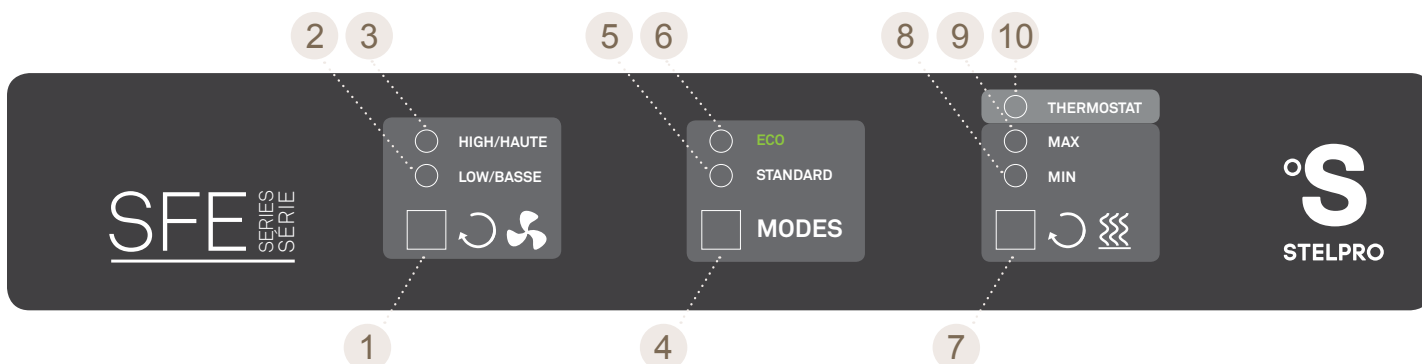 2 3 5 6 8 9 10
THERMOSTAT
HIGH/HAUTE ECO MAX
LOW/BASSE STANDARD MIN
SFE SÉRIES SÉRIE MODES S
STELPRO
1 4 7